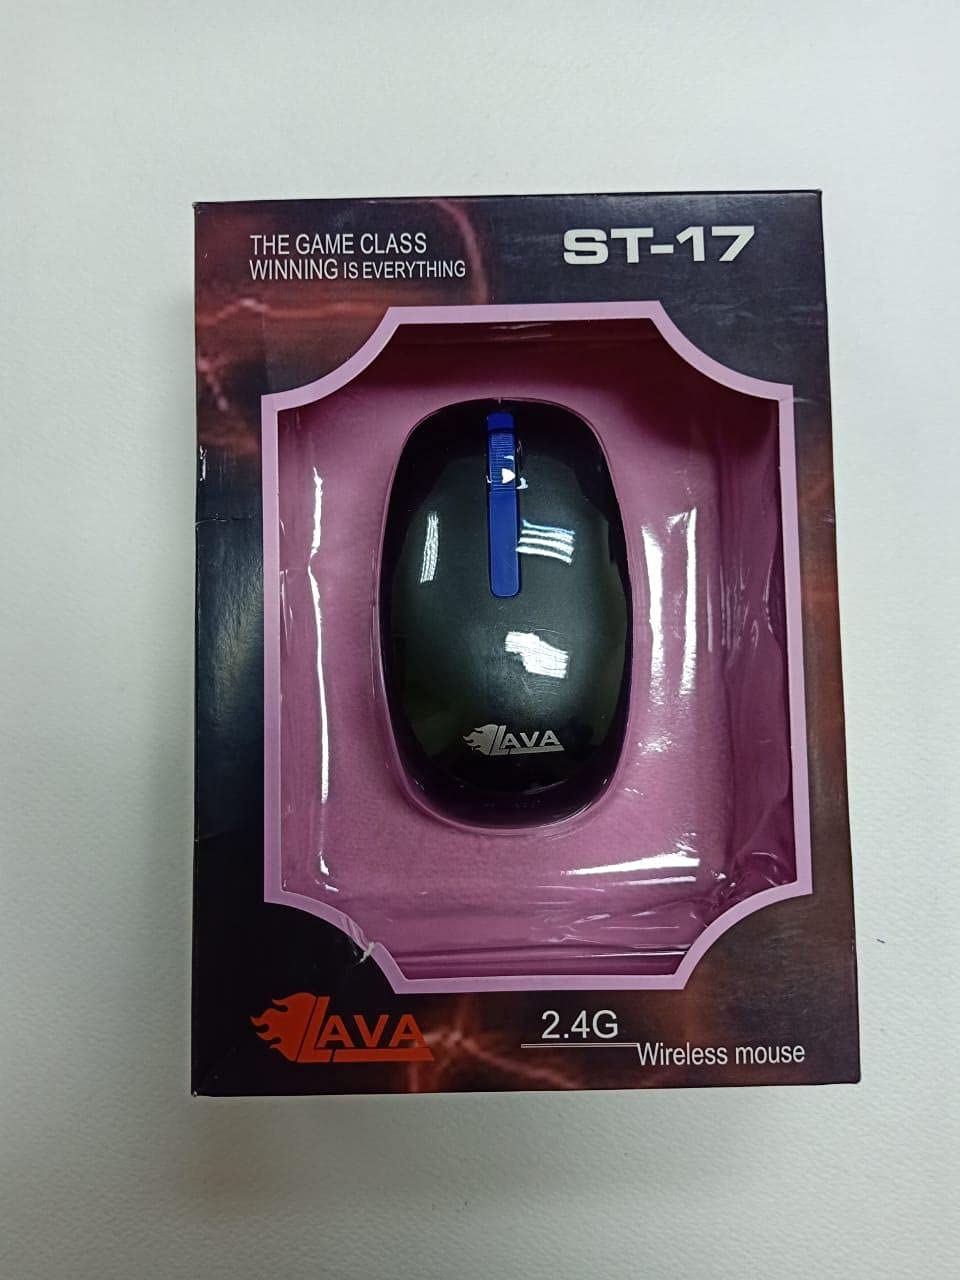 THE GAME CLASS
WINNING IS EVERYTHING
ST-17
LAVA
LAVA
2.4G
Wireless mouse